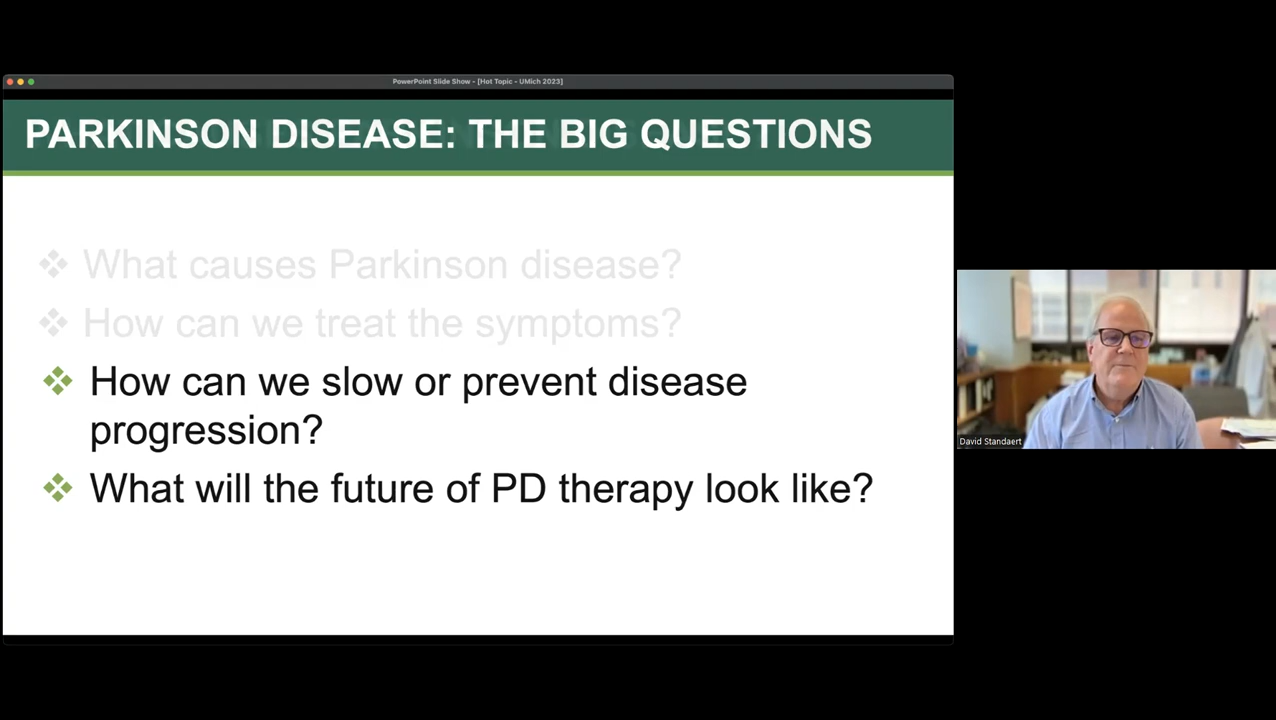 PowerPoint Slide Show - [Hot Topic - UMich 2023]
PARKINSON DISEASE: THE BIG QUESTIONS
What causes Parkinson disease?
How can we treat the symptoms?
How can we slow or prevent disease
progression?
What will the future of PD therapy look like?
David Standaert